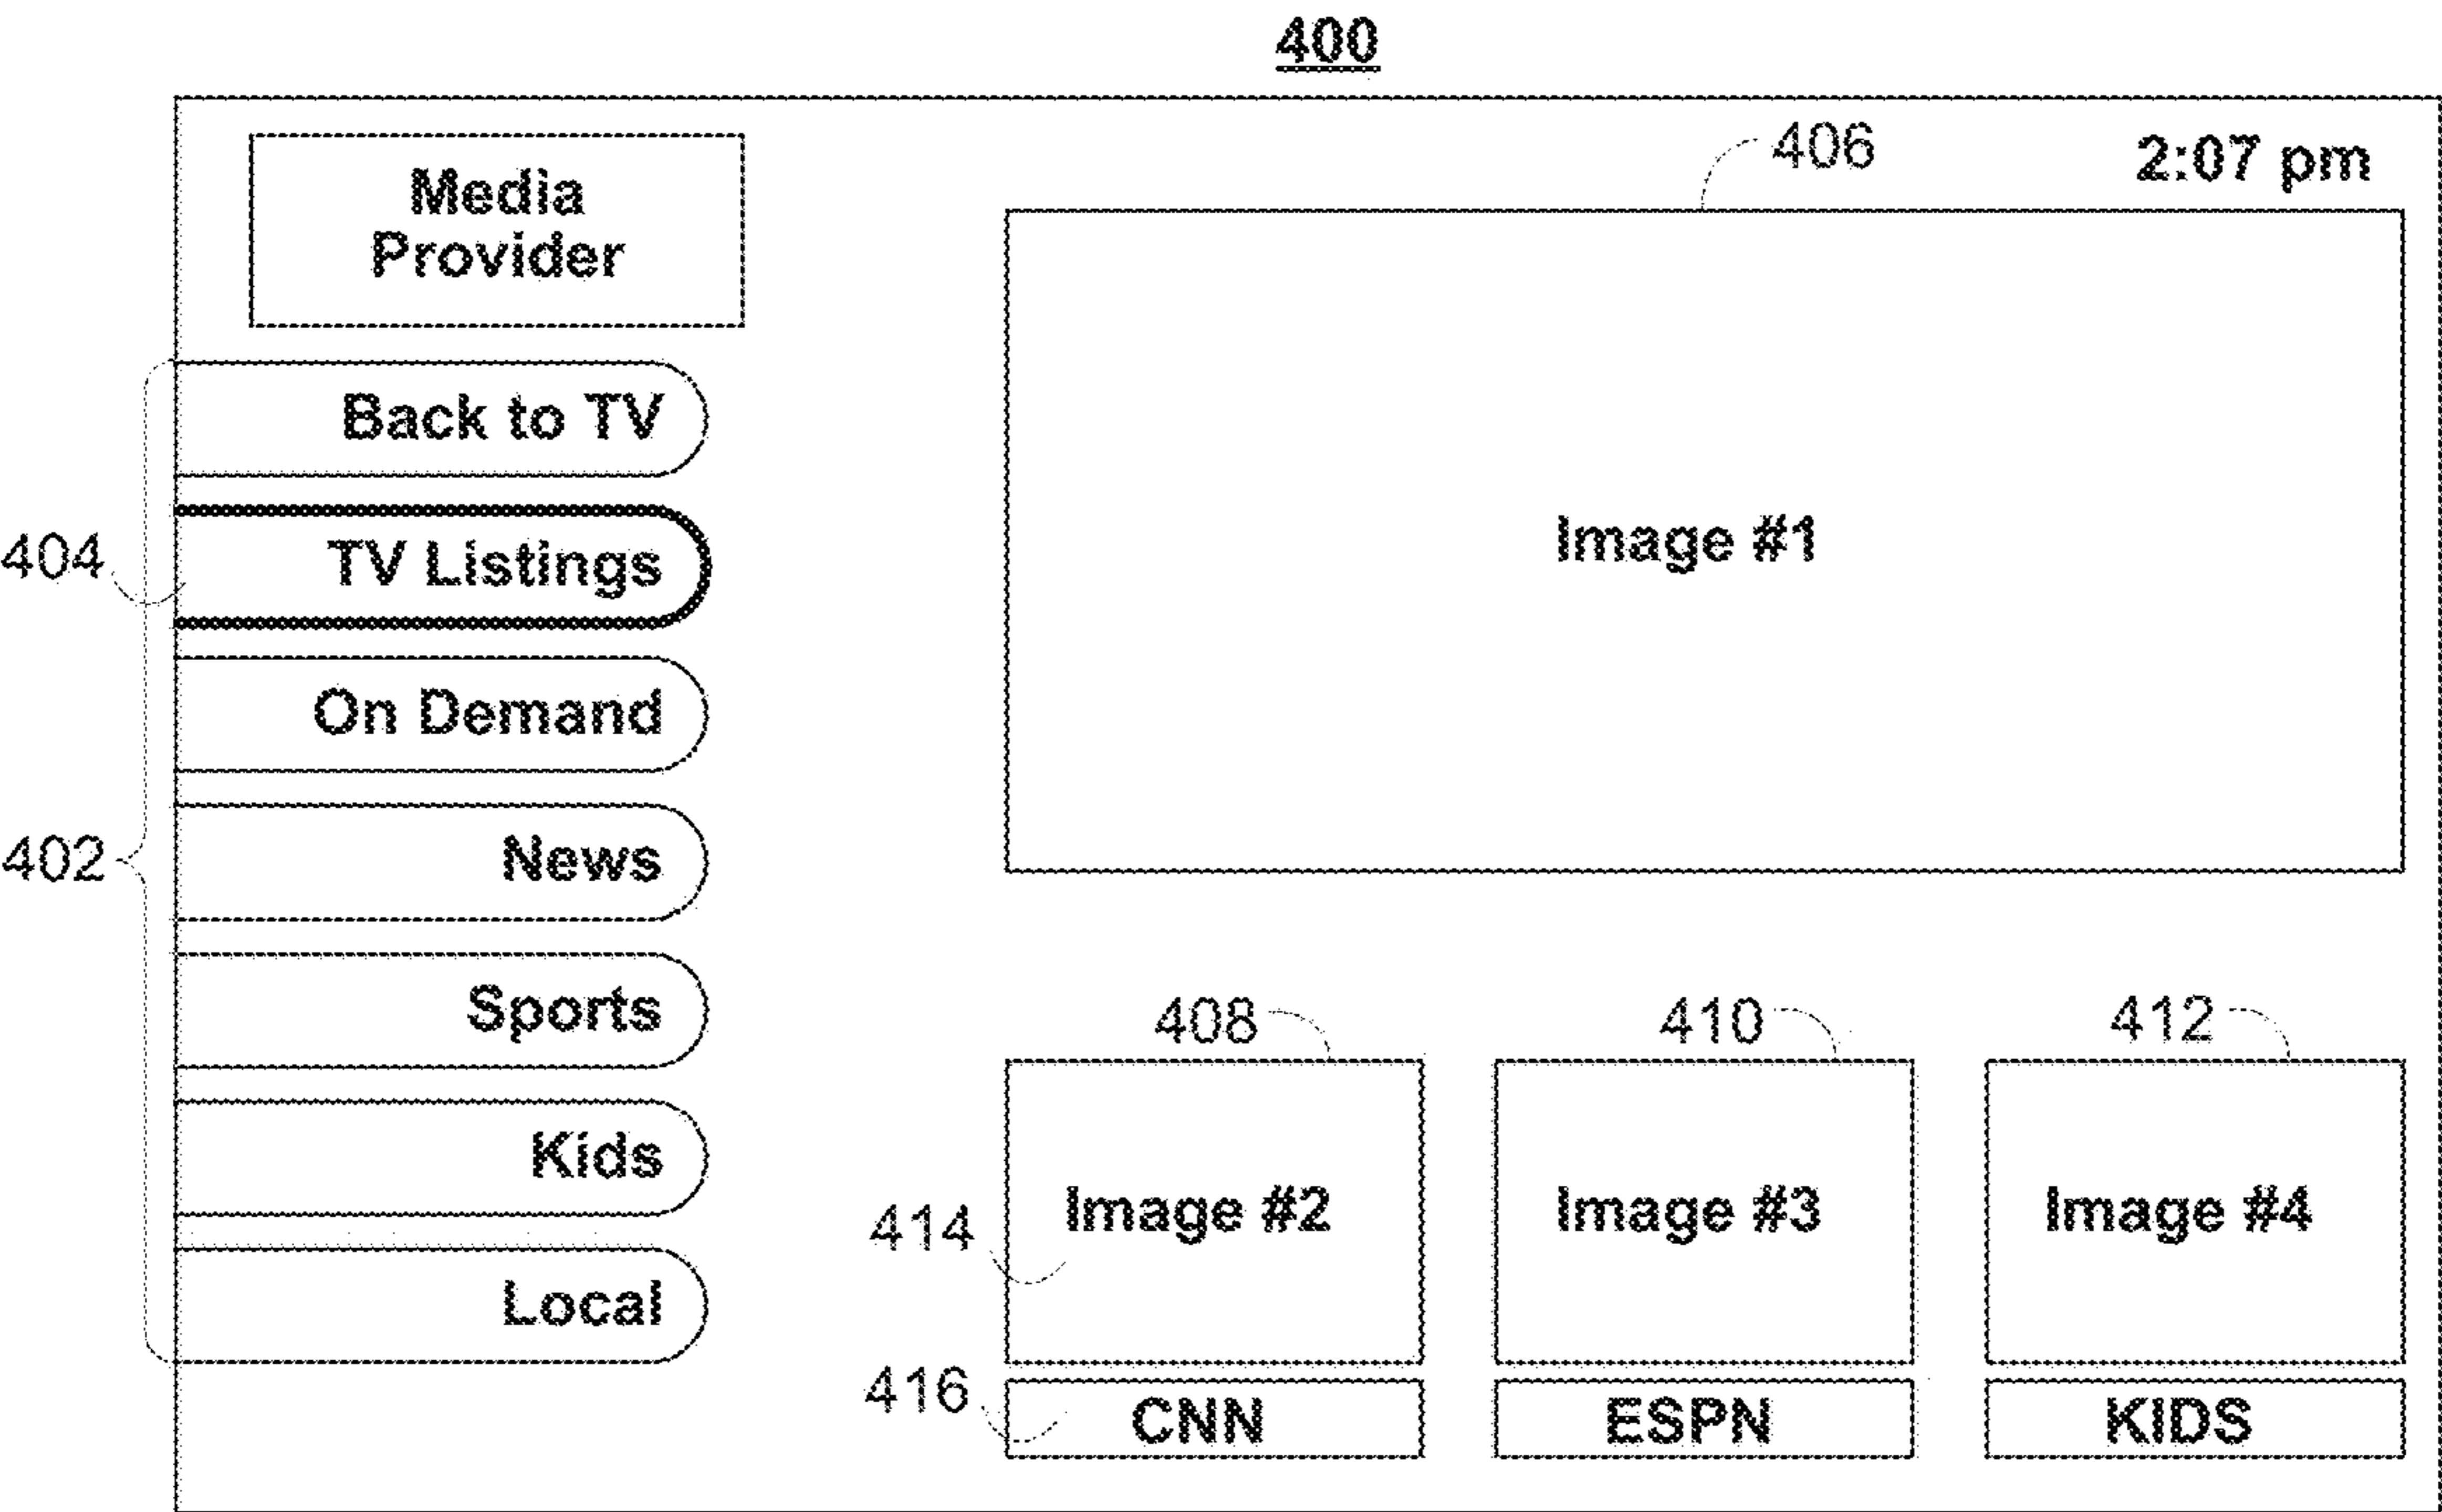 400
Media
Provider
406
2:07 pm
Back to TV
404
TV Listings
Image #1
On Demand
402
News
Sports
408
410
412
Kids
414
Image #2
Image #3
Image #4
Local
416
CNN
ESPN
KIDS